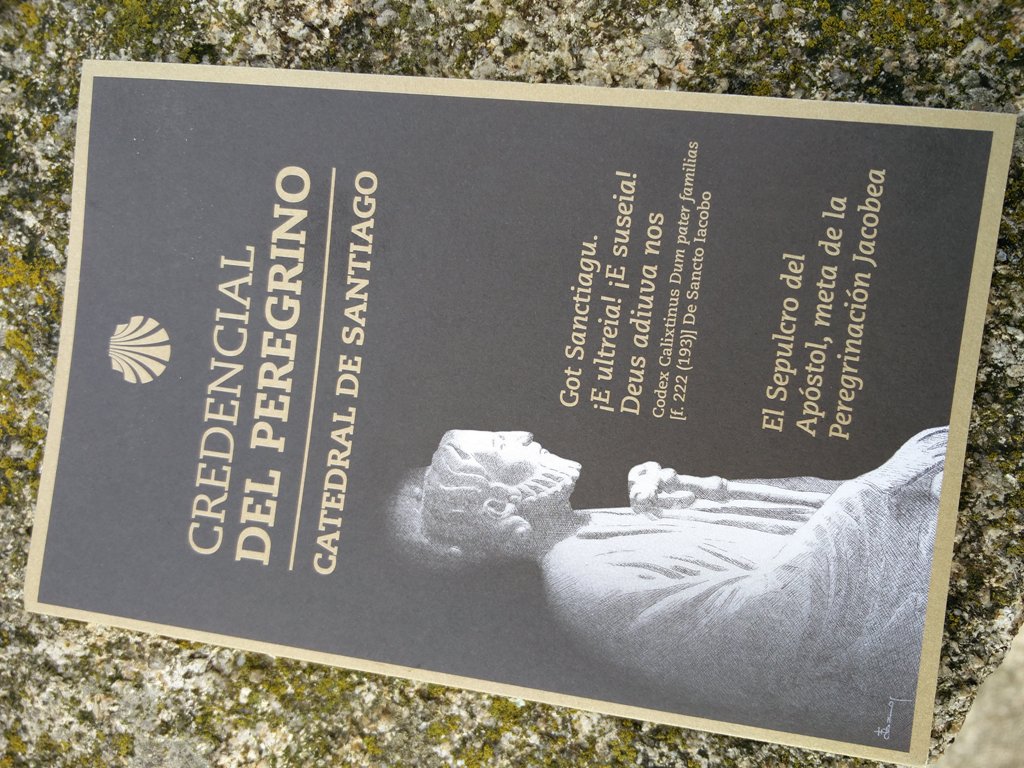 CREDENCIAL
DEL PEREGRINO
CATEDRAL DE SANTIAGO
Got Sanctiagu.
¡E ultreia! ¡E suseia!
Deus adiuva nos
Codex Calixtinus Dum pater familias
[f. 222 (193)] De Sancto Iacobo
El Sepulcro del
Apóstol, meta de la
Peregrinación Jacobea